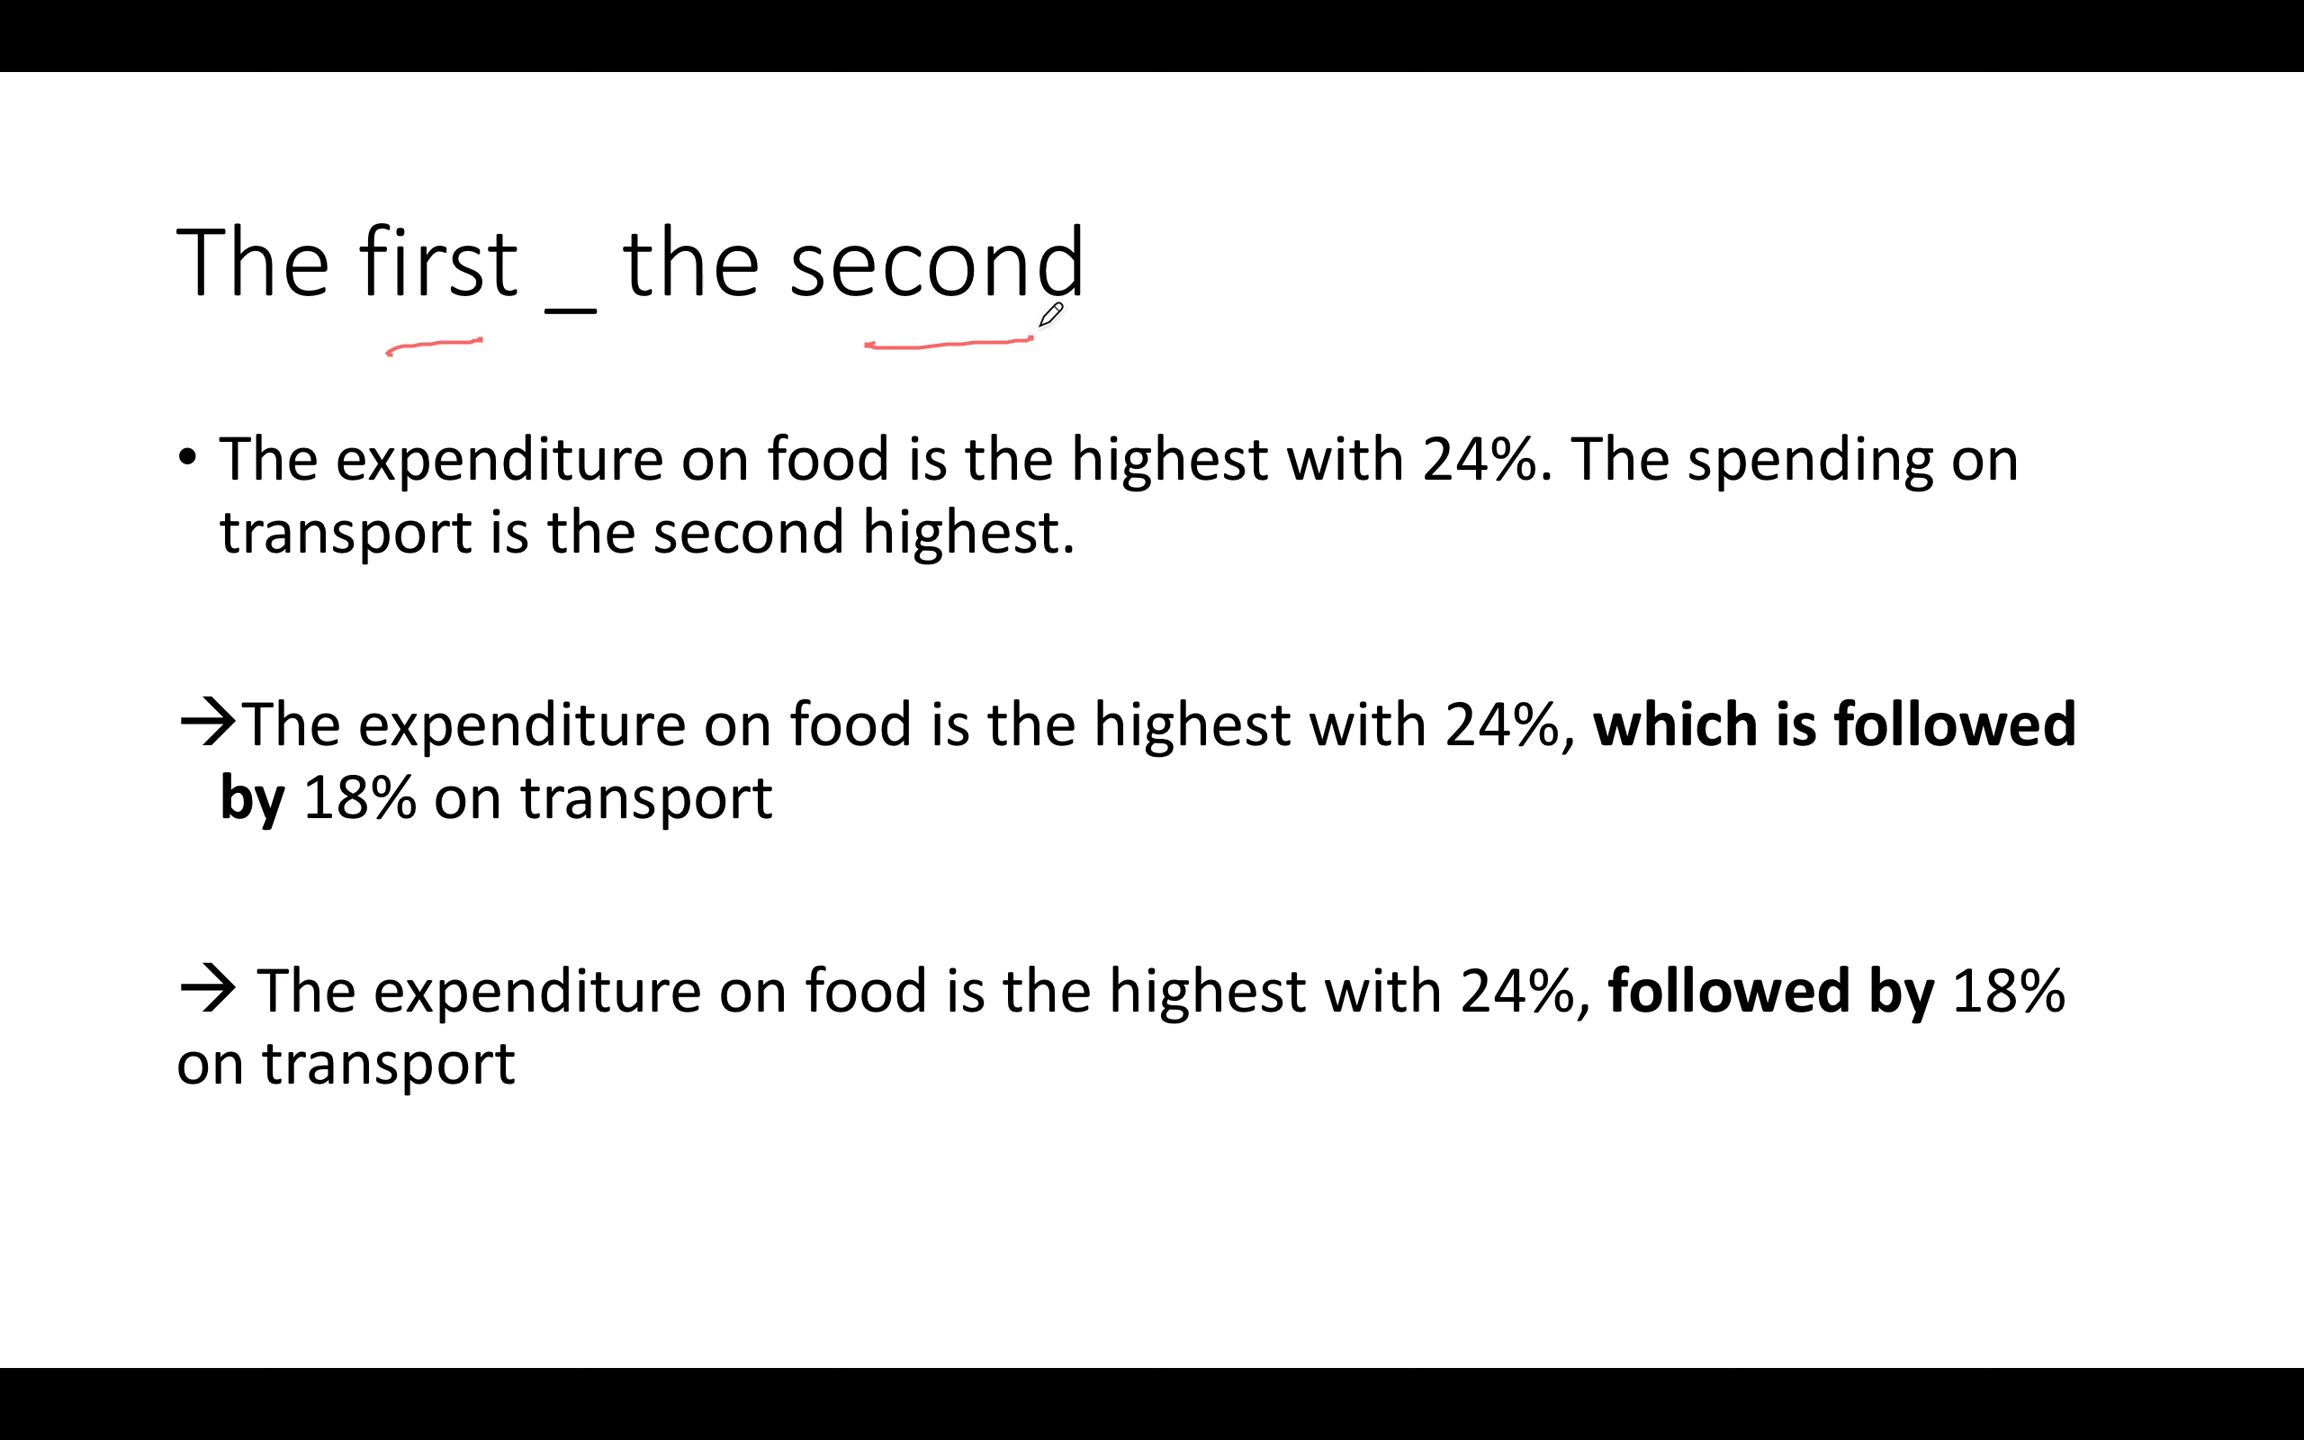 The first _ the second
• The expenditure on food is the highest with 24%. The spending on
transport is the second highest.
→The expenditure on food is the highest with 24%, which is followed
by 18% on transport
→ The expenditure on food is the highest with 24%, followed by 18%
on transport